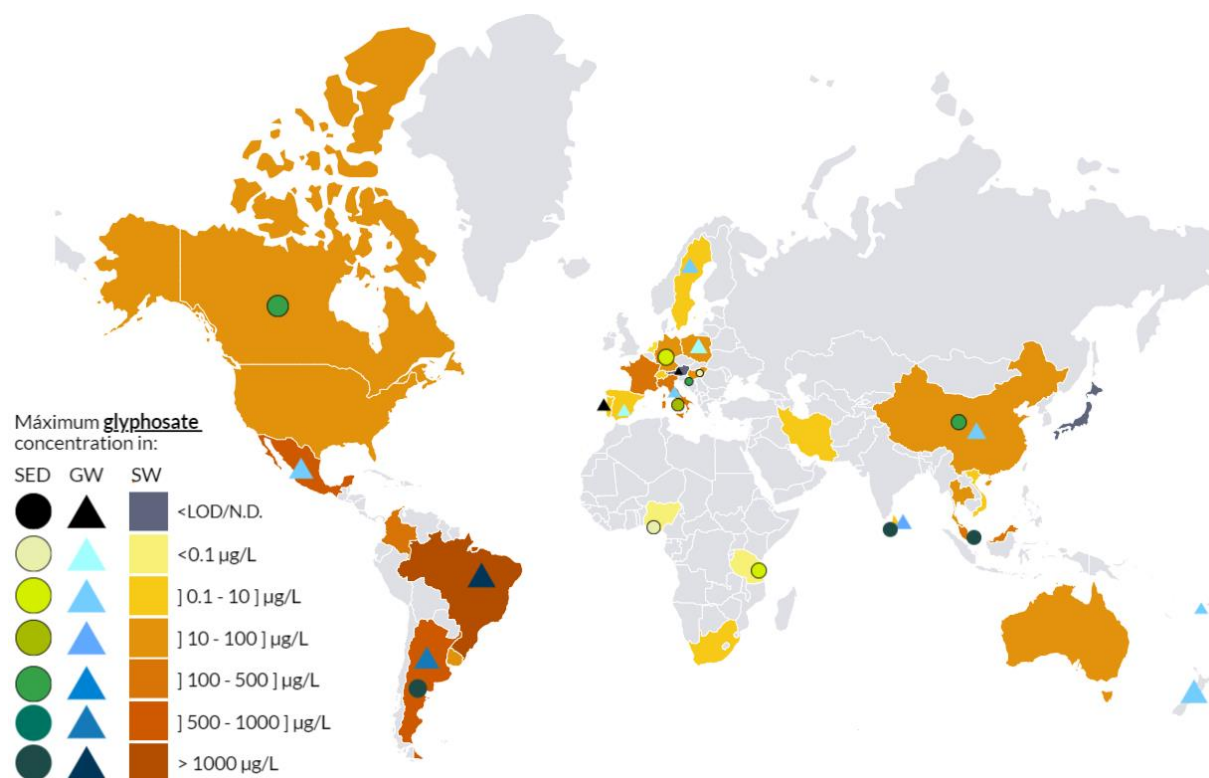 Máximum glyphosate
concentration in:
SED GW SW
<LOD/N.D.
<0.1 µg/L
] 0.1 - 10 ] µg/L
] 10 - 100 ] µg/L
] 100 - 500 ] µg/L
] 500 - 1000 ] µg/L
> 1000 µg/L